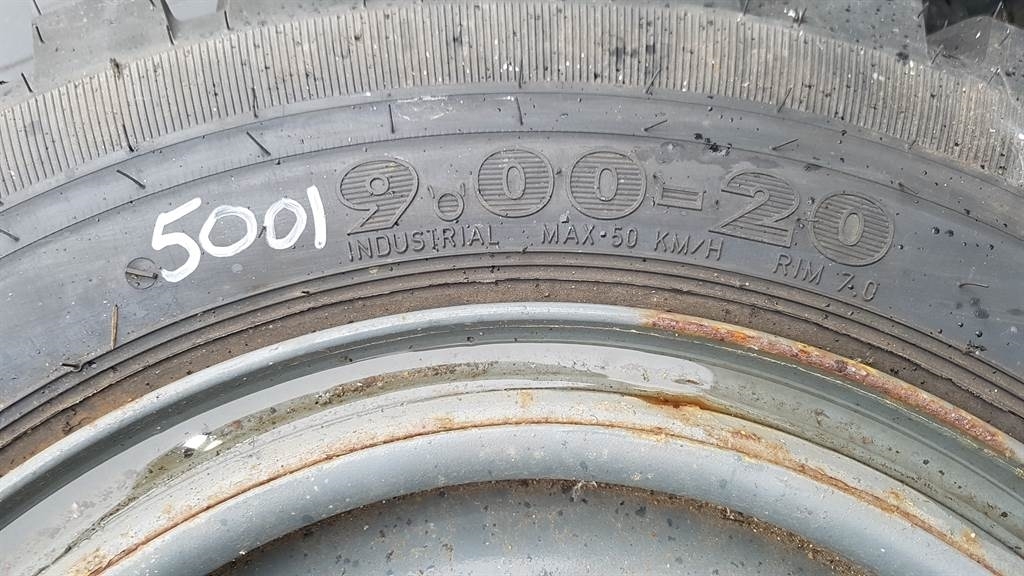 5001 9.00-20
INDUSTRIAL MAX·50 KM/H RIM 7.0